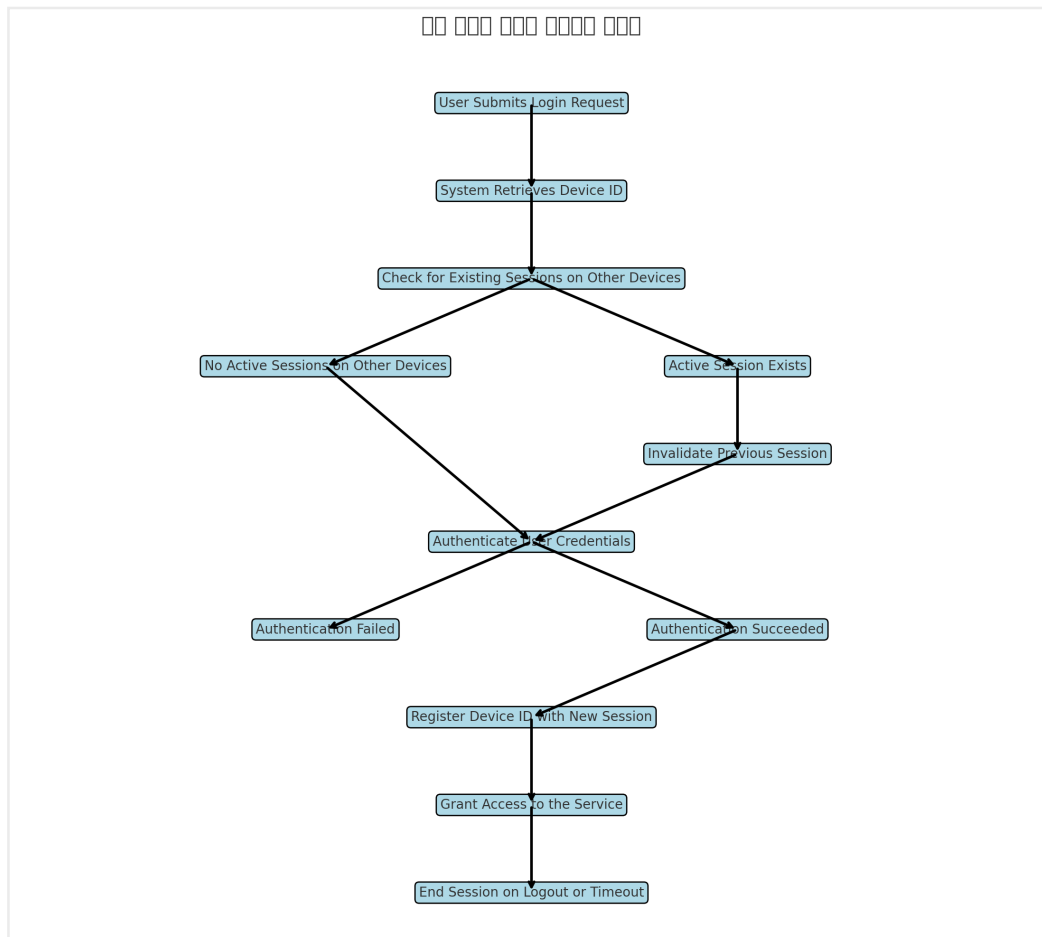 User Submits Login Request
System Retrieves Device ID
Check for Existing Sessions on Other Devices
No Active Sessions on Other Devices
Active Session Exists
Invalidate Previous Session
Authenticate User Credentials
Authentication Failed
Authentication Succeeded
Register Device ID with New Session
Grant Access to the Service
End Session on Logout or Timeout